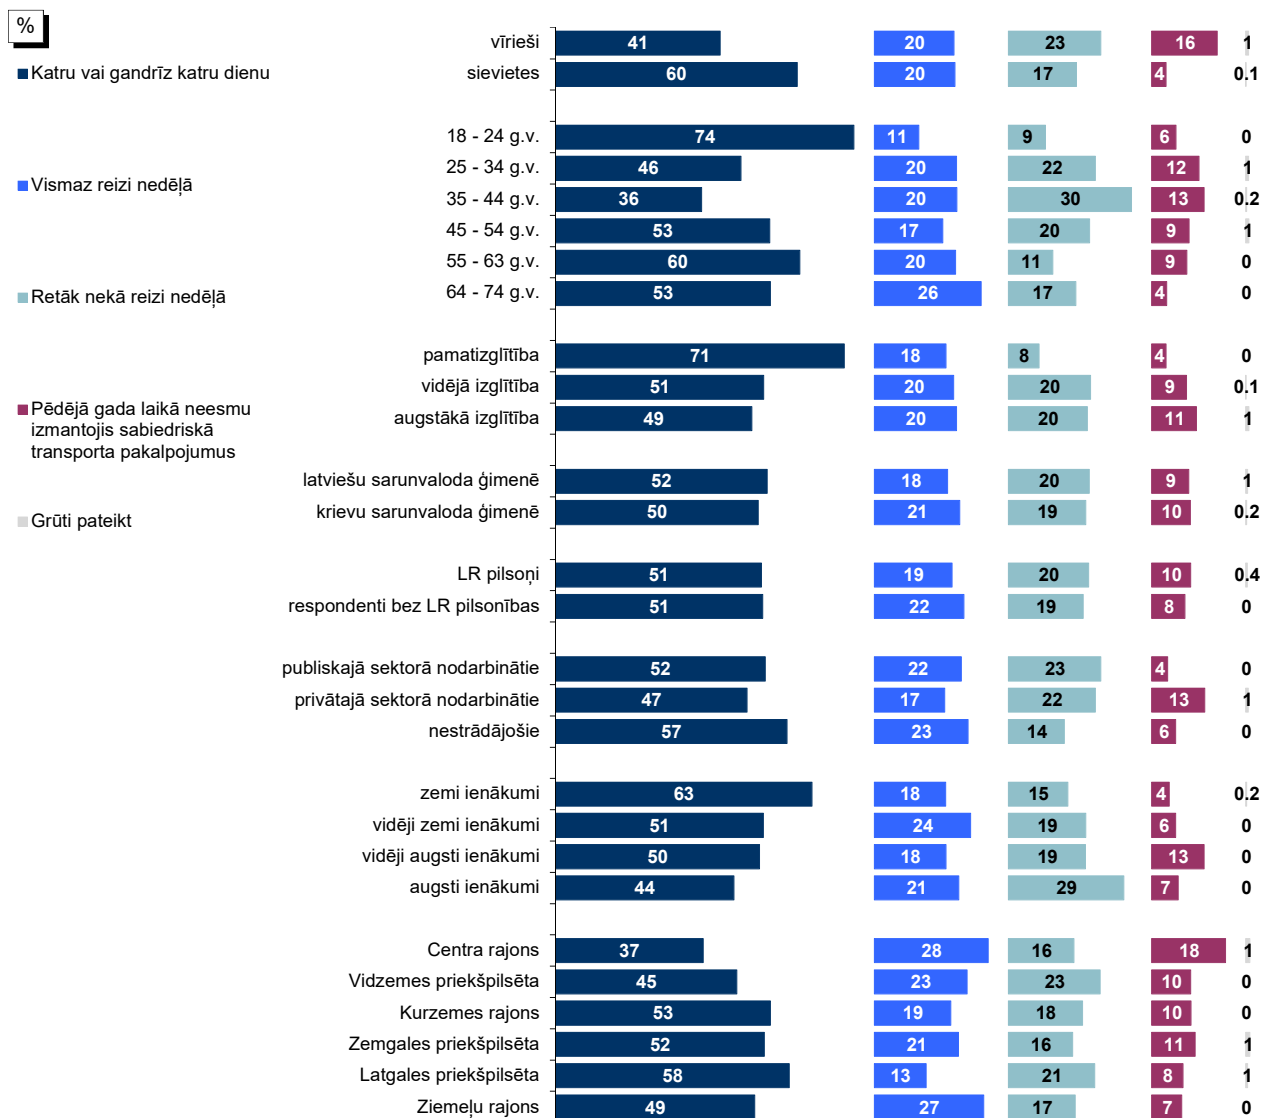 %
Katru vai gandrīz katru dienu
Vismaz reizi nedēļā
Retāk nekā reizi nedēļā
Pēdējā gada laikā neesmu
izmantojis sabiedriskā
transporta pakalpojumus
Grūti pateikt
vīrieši 41 20 23 16 1
sievietes 60 20 17 4 0.1
18 - 24 g.v. 74 11 9 6 0
25 - 34 g.v. 46 20 22 12 1
35 - 44 g.v. 36 20 30 13 0.2
45 - 54 g.v. 53 17 20 9 1
55 - 63 g.v. 60 20 11 9 0
64 - 74 g.v. 53 26 17 4 0
pamatizglītība 71 18 8 4 0
vidējā izglītība 51 20 20 9 0.1
augstākā izglītība 49 20 20 11 1
latviešu sarunvaloda ģimenē 52 18 20 9 1
krievu sarunvaloda ģimenē 50 21 19 10 0.2
LR pilsoņi 51 19 20 10 0.4
respondenti bez LR pilsonības 51 22 19 8 0
publiskajā sektorā nodarbinātie 52 22 23 4 0
privātajā sektorā nodarbinātie 47 17 22 13 1
nestrādājošie 57 23 14 6 0
zemi ienākumi 63 18 15 4 0.2
vidēji zemi ienākumi 51 24 19 6 0
vidēji augsti ienākumi 50 18 19 13 0
augsti ienākumi 44 21 29 7 0
Centra rajons 37 28 16 18 1
Vidzemes priekšpilsēta 45 23 23 10 0
Kurzemes rajons 53 19 18 10 0
Zemgales priekšpilsēta 52 21 16 11 1
Latgales priekšpilsēta 58 13 21 8 1
Ziemeļu rajons 49 27 17 7 0